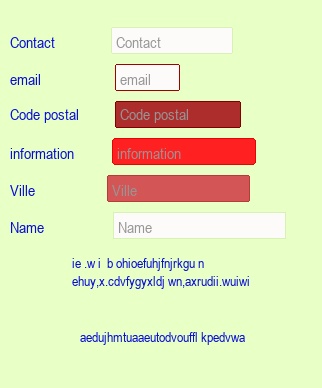 Contact Contact
email email
Code postal Code postal
information information
Ville Ville
Name Name
ie .w i b ohioefuhjfnjrkgu n
ehuy,x.cdvfygyxldj wn,axrudii.wuiwi
aedujhmtuaaeutodvouffl kpedvwa